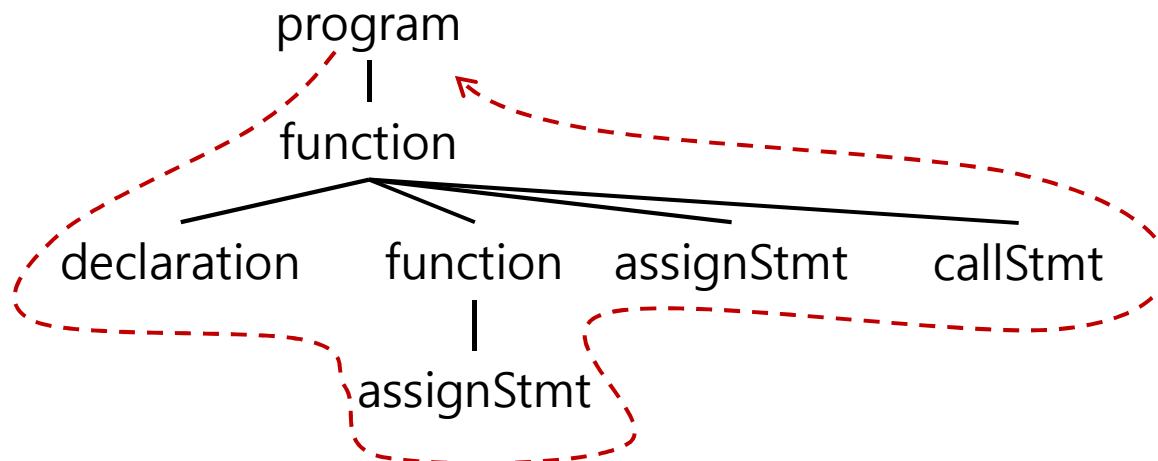 program
function
declaration function assignStmt callStmt
assignStmt